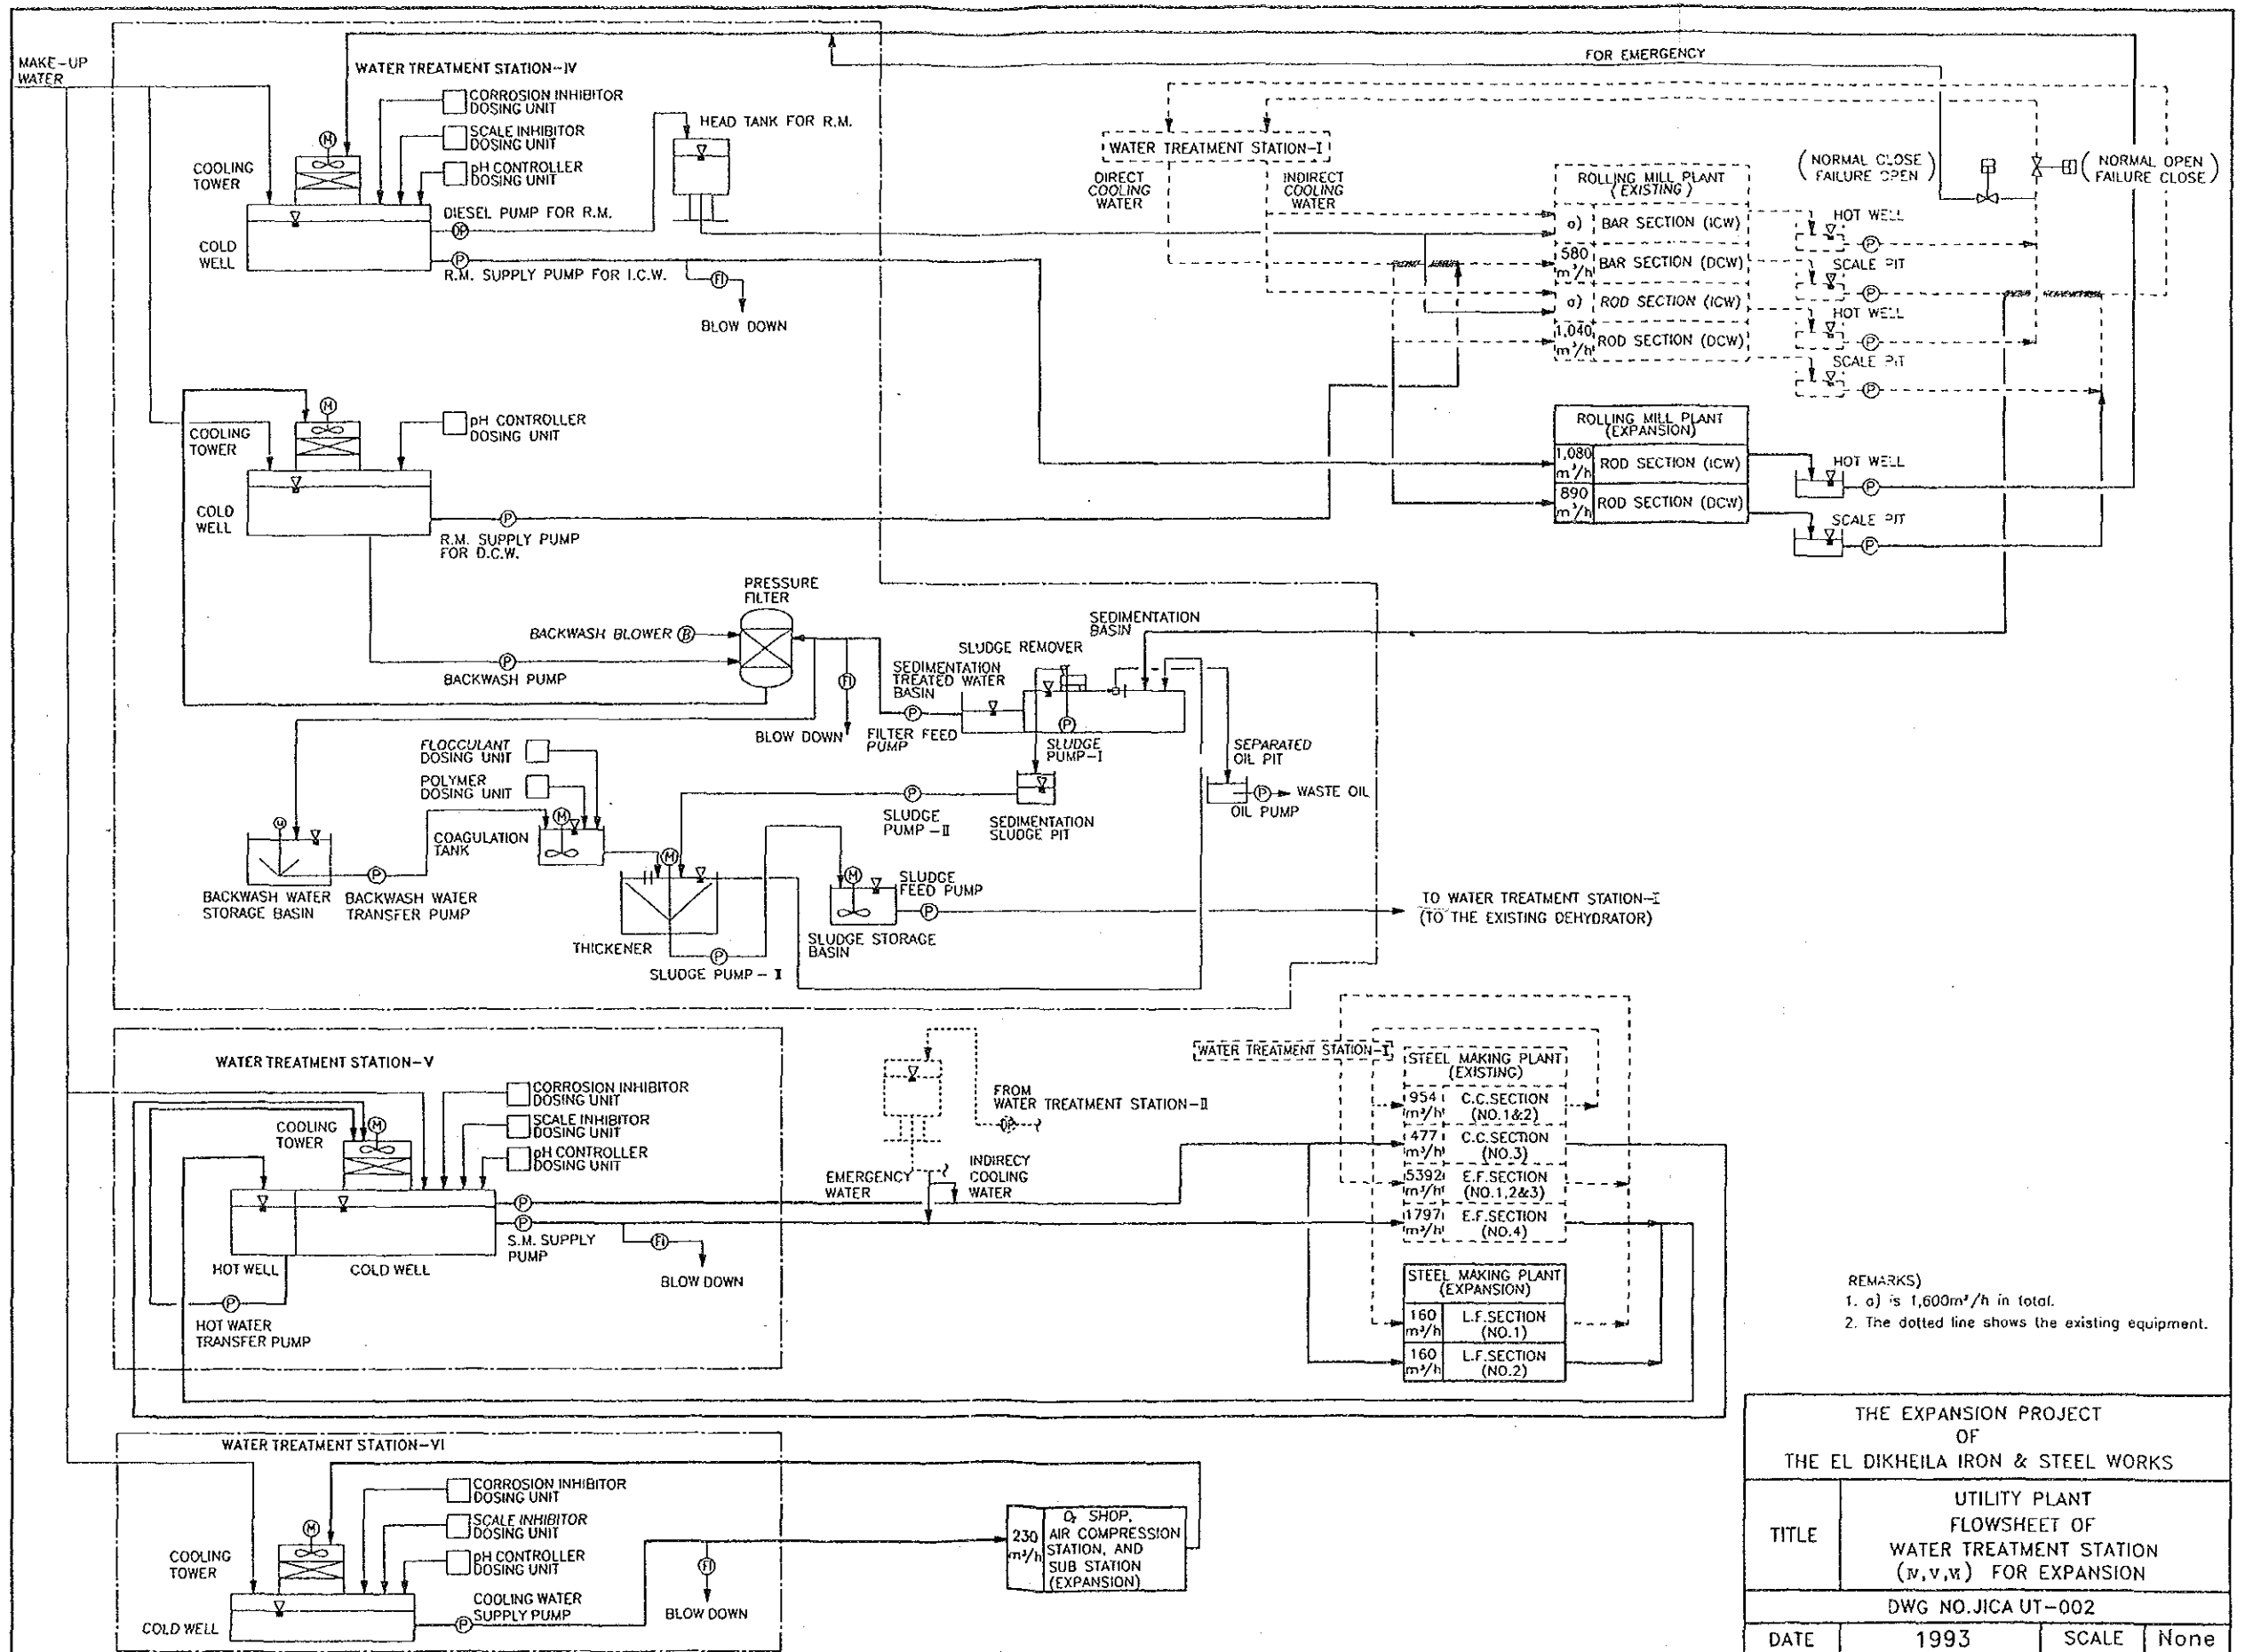 MAKE-UP
WATER
WATER TREATMENT STATION-IV
CORROSION INHIBITOR
DOSING UNIT
SCALE INHIBITOR
DOSING UNIT
pH CONTROLLER
DOSING UNIT
M
COOLING
TOWER
COLD
WELL
HEAD TANK FOR R.M.
DIESEL PUMP FOR R.M.
DP
P
R.M. SUPPLY PUMP FOR I.C.W.
FI
BLOW DOWN
FOR EMERGENCY
WATER TREATMENT STATION-I
DIRECT
COOLING
WATER
INDIRECT
COOLING
WATER
(NORMAL CLOSE
FAILURE OPEN)
(NORMAL OPEN
FAILURE CLOSE)
ROLLING MILL PLANT
(EXISTING)
a) BAR SECTION (ICW)
580
m³/h BAR SECTION (DCW)
a) ROD SECTION (ICW)
1,040
m³/h ROD SECTION (DCW)
HOT WELL
P
SCALE PIT
P
HOT WELL
P
SCALE PIT
P
M
COOLING
TOWER
pH CONTROLLER
DOSING UNIT
COLD
WELL
P
R.M. SUPPLY PUMP
FOR D.C.W.
ROLLING MILL PLANT
(EXPANSION)
1,080
m³/h ROD SECTION (ICW)
890
m³/h ROD SECTION (DCW)
HOT WELL
P
SCALE PIT
P
PRESSURE
FILTER
BACKWASH BLOWER B
P
BACKWASH PUMP
FI
BLOW DOWN
SEDIMENTATION
BASIN
SLUDGE REMOVER
SEDIMENTATION
TREATED WATER
BASIN
P
FILTER FEED
PUMP
P
SLUDGE
PUMP-I
SEPARATED
OIL PIT
P WASTE OIL
OIL PUMP
FLOCCULANT
DOSING UNIT
POLYMER
DOSING UNIT
M
COAGULATION
TANK
P
SLUDGE
PUMP-II
SEDIMENTATION
SLUDGE PIT
M
P
BACKWASH WATER
STORAGE BASIN
BACKWASH WATER
TRANSFER PUMP
M
THICKENER
P
SLUDGE PUMP-I
M
SLUDGE
FEED PUMP
P
SLUDGE STORAGE
BASIN
TO WATER TREATMENT STATION-I
(TO THE EXISTING DEHYDRATOR)
WATER TREATMENT STATION-V
CORROSION INHIBITOR
DOSING UNIT
SCALE INHIBITOR
DOSING UNIT
pH CONTROLLER
DOSING UNIT
COOLING
TOWER
M
P
P
S.M. SUPPLY
PUMP
FI
BLOW DOWN
HOT WELL
COLD WELL
P
HOT WATER
TRANSFER PUMP
FROM
WATER TREATMENT STATION-II
DP
EMERGENCY
WATER
INDIRECY
COOLING
WATER
WATER TREATMENT STATION-I
STEEL MAKING PLANT
(EXISTING)
954
m³/h C.C.SECTION
(NO.1&2)
477
m³/h C.C.SECTION
(NO.3)
5392
m³/h E.F.SECTION
(NO.1,2&3)
1797
m³/h E.F.SECTION
(NO.4)
STEEL MAKING PLANT
(EXPANSION)
160
m³/h L.F.SECTION
(NO.1)
160
m³/h L.F.SECTION
(NO.2)
REMARKS)
1. a) is 1,600m³/h in total.
2. The dotted line shows the existing equipment.
WATER TREATMENT STATION-VI
CORROSION INHIBITOR
DOSING UNIT
SCALE INHIBITOR
DOSING UNIT
pH CONTROLLER
DOSING UNIT
M
COOLING
TOWER
COLD WELL
COOLING WATER
SUPPLY PUMP
P
FI
BLOW DOWN
230
m³/h
O₂ SHOP,
AIR COMPRESSION
STATION, AND
SUB STATION
(EXPANSION)
THE EXPANSION PROJECT
OF
THE EL DIKHEILA IRON & STEEL WORKS
TITLE
UTILITY PLANT
FLOWSHEET OF
WATER TREATMENT STATION
(Ⅳ,Ⅴ,Ⅵ) FOR EXPANSION
DWG NO.JICA UT-002
DATE 1993 SCALE None